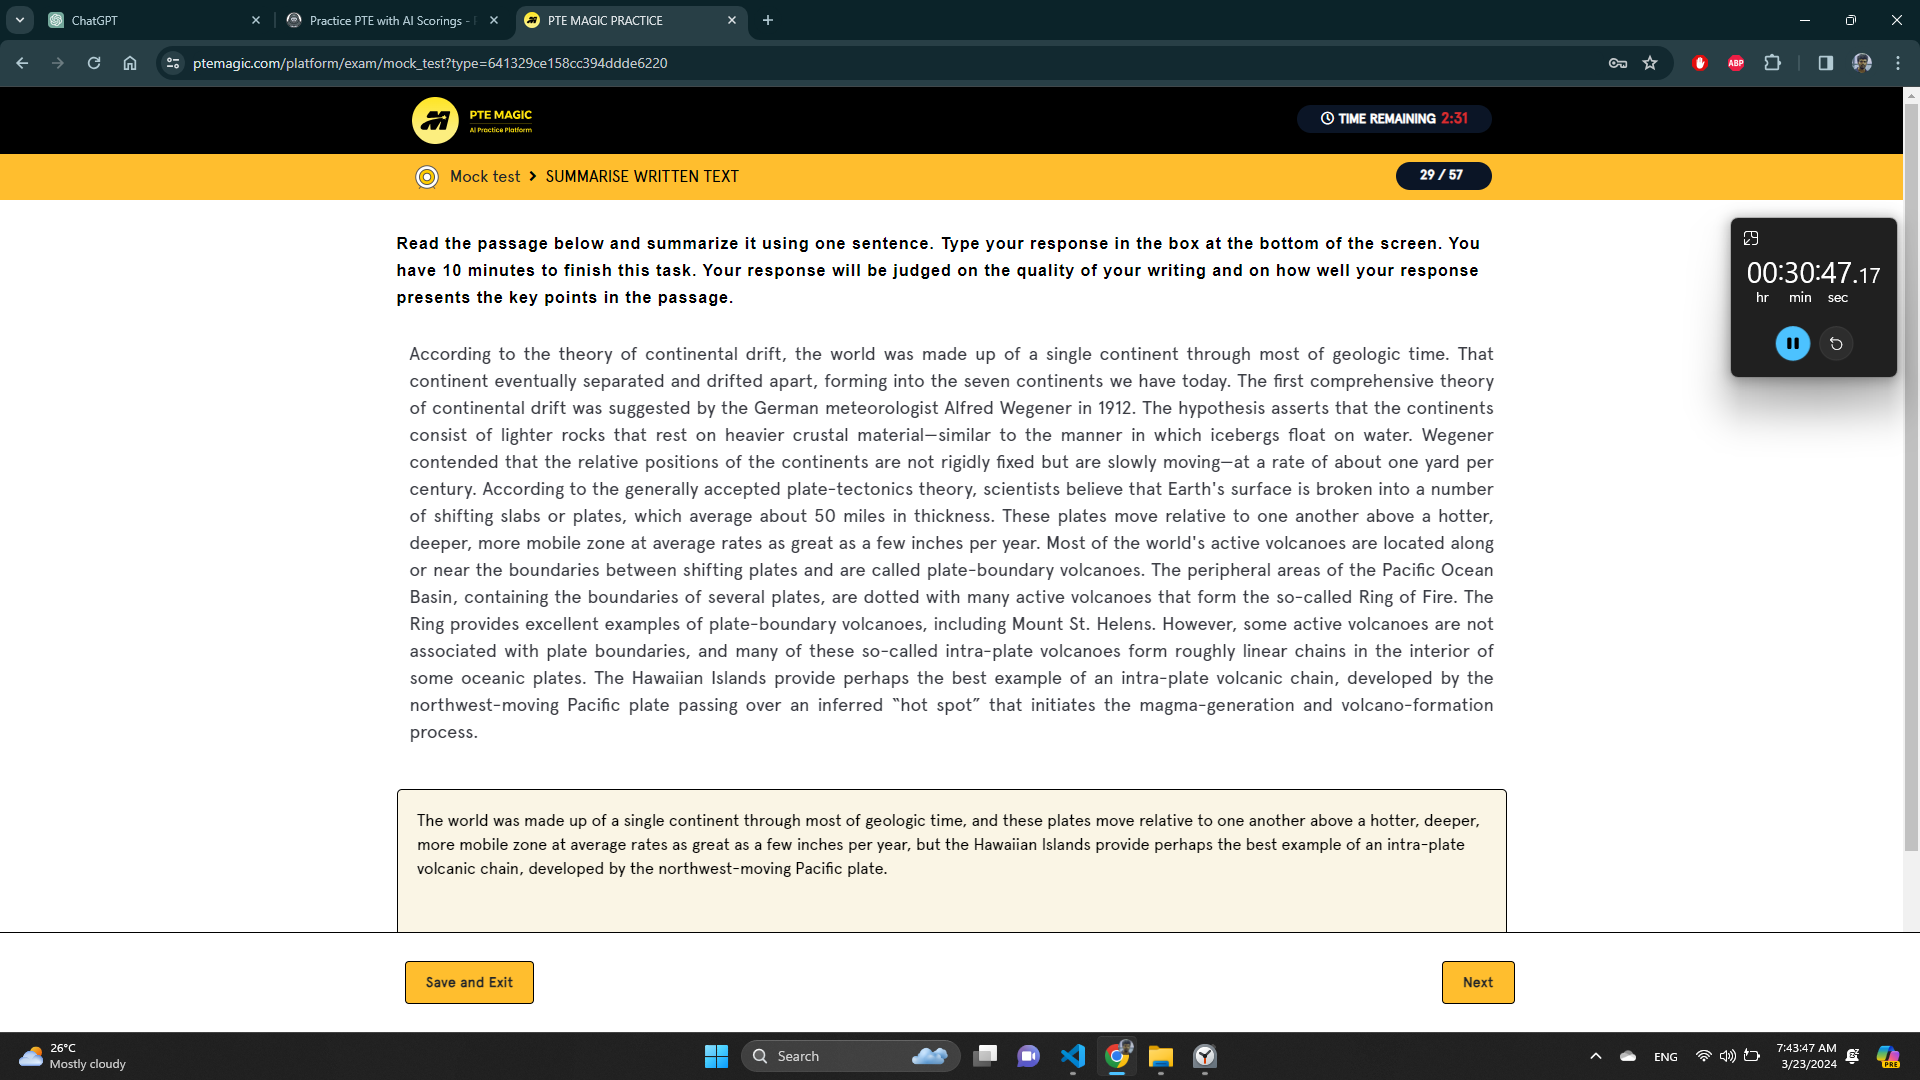 ChatGPT
Practice PTE with AI Scorings -
PTE MAGIC PRACTICE
ptemagic.com/platform/exam/mock_test?type=641329ce158cc394ddde6220
ABP
PTE MAGIC
AI Practice Platform
TIME REMAINING 2:31
Mock test > SUMMARISE WRITTEN TEXT
29 / 57
Read the passage below and summarize it using one sentence. Type your response in the box at the bottom of the screen. You
have 10 minutes to finish this task. Your response will be judged on the quality of your writing and on how well your response
presents the key points in the passage.
00:30:47.17
hr min sec
According to the theory of continental drift, the world was made up of a single continent through most of geologic time. That
continent eventually separated and drifted apart, forming into the seven continents we have today. The first comprehensive theory
of continental drift was suggested by the German meteorologist Alfred Wegener in 1912. The hypothesis asserts that the continents
consist of lighter rocks that rest on heavier crustal material—similar to the manner in which icebergs float on water. Wegener
contended that the relative positions of the continents are not rigidly fixed but are slowly moving—at a rate of about one yard per
century. According to the generally accepted plate-tectonics theory, scientists believe that Earth's surface is broken into a number
of shifting slabs or plates, which average about 50 miles in thickness. These plates move relative to one another above a hotter,
deeper, more mobile zone at average rates as great as a few inches per year. Most of the world's active volcanoes are located along
or near the boundaries between shifting plates and are called plate-boundary volcanoes. The peripheral areas of the Pacific Ocean
Basin, containing the boundaries of several plates, are dotted with many active volcanoes that form the so-called Ring of Fire. The
Ring provides excellent examples of plate-boundary volcanoes, including Mount St. Helens. However, some active volcanoes are not
associated with plate boundaries, and many of these so-called intra-plate volcanoes form roughly linear chains in the interior of
some oceanic plates. The Hawaiian Islands provide perhaps the best example of an intra-plate volcanic chain, developed by the
northwest-moving Pacific plate passing over an inferred “hot spot” that initiates the magma-generation and volcano-formation
process.
The world was made up of a single continent through most of geologic time, and these plates move relative to one another above a hotter, deeper,
more mobile zone at average rates as great as a few inches per year, but the Hawaiian Islands provide perhaps the best example of an intra-plate
volcanic chain, developed by the northwest-moving Pacific plate.
Save and Exit
Next
26°C
Mostly cloudy
Search
ENG
7:43:47 AM
3/23/2024
PRE